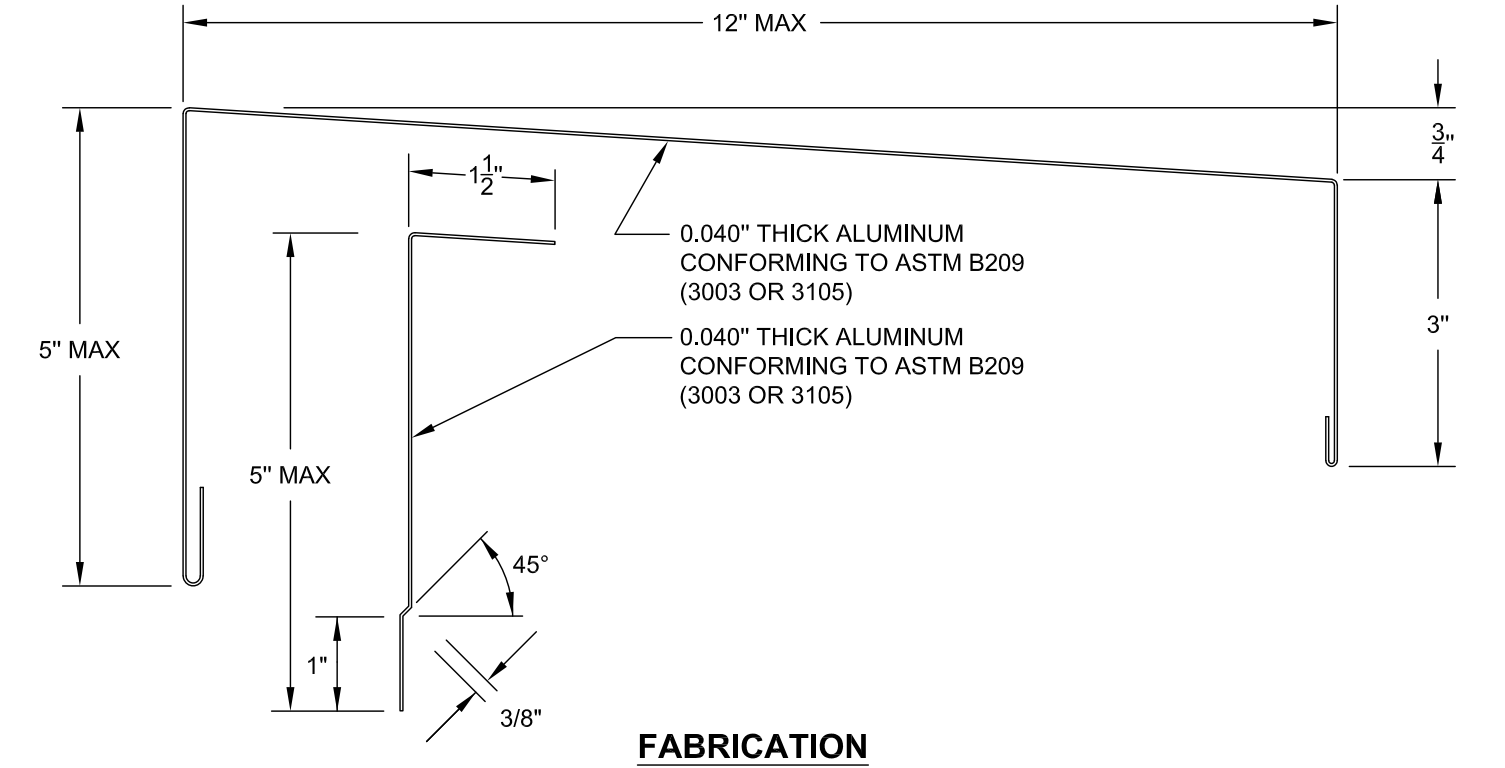 12" MAX
3/4"
1 1/2"
0.040" THICK ALUMINUM
CONFORMING TO ASTM B209
(3003 OR 3105)
3"
0.040" THICK ALUMINUM
CONFORMING TO ASTM B209
(3003 OR 3105)
5" MAX
5" MAX
45°
1"
3/8"
FABRICATION